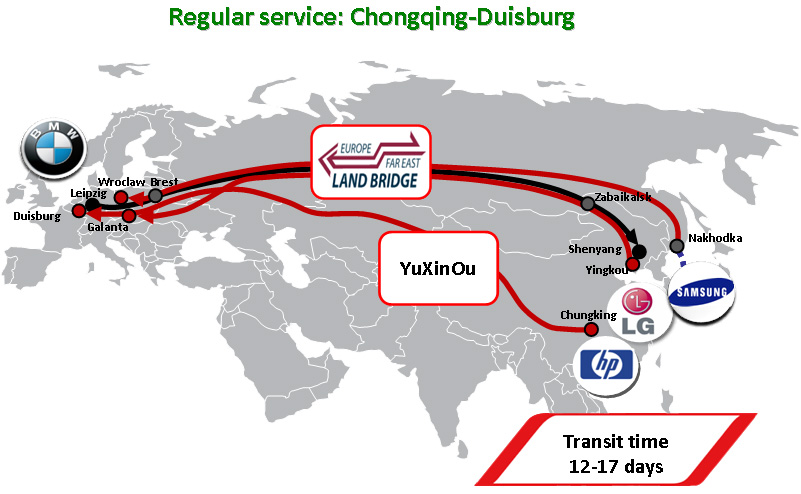 Regular service: Chongqing-Duisburg
BMW
EUROPE
FAR EAST
LAND BRIDGE
Wroclaw Brest
Leipzig
Duisburg
Galanta
Zabaikalsk
Nakhodka
Shenyang
Yingkou
YuXinOu
SAMSUNG
LG
Chungking
hp
Transit time
12-17 days